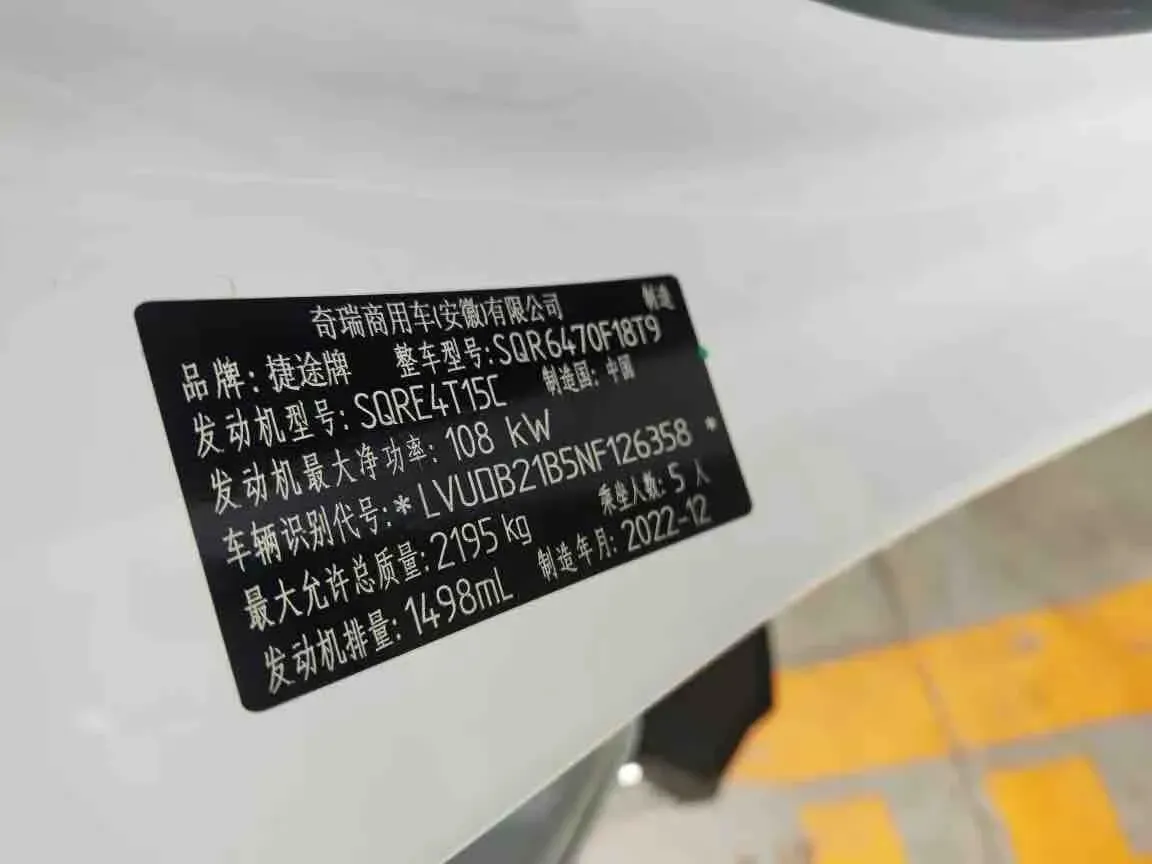 奇瑞商用车(安徽)有限公司 制造
品牌:捷途牌 整车型号:SQR6470F18T9
发动机型号:SQRE4T15C 制造国:中国
发动机最大净功率:108 KW
车辆识别代号:*LVUDB21B5NF126358*
最大允许总质量:2195kg 乘坐人数:5人
发动机排量:1498mL 制造年月:2022-12